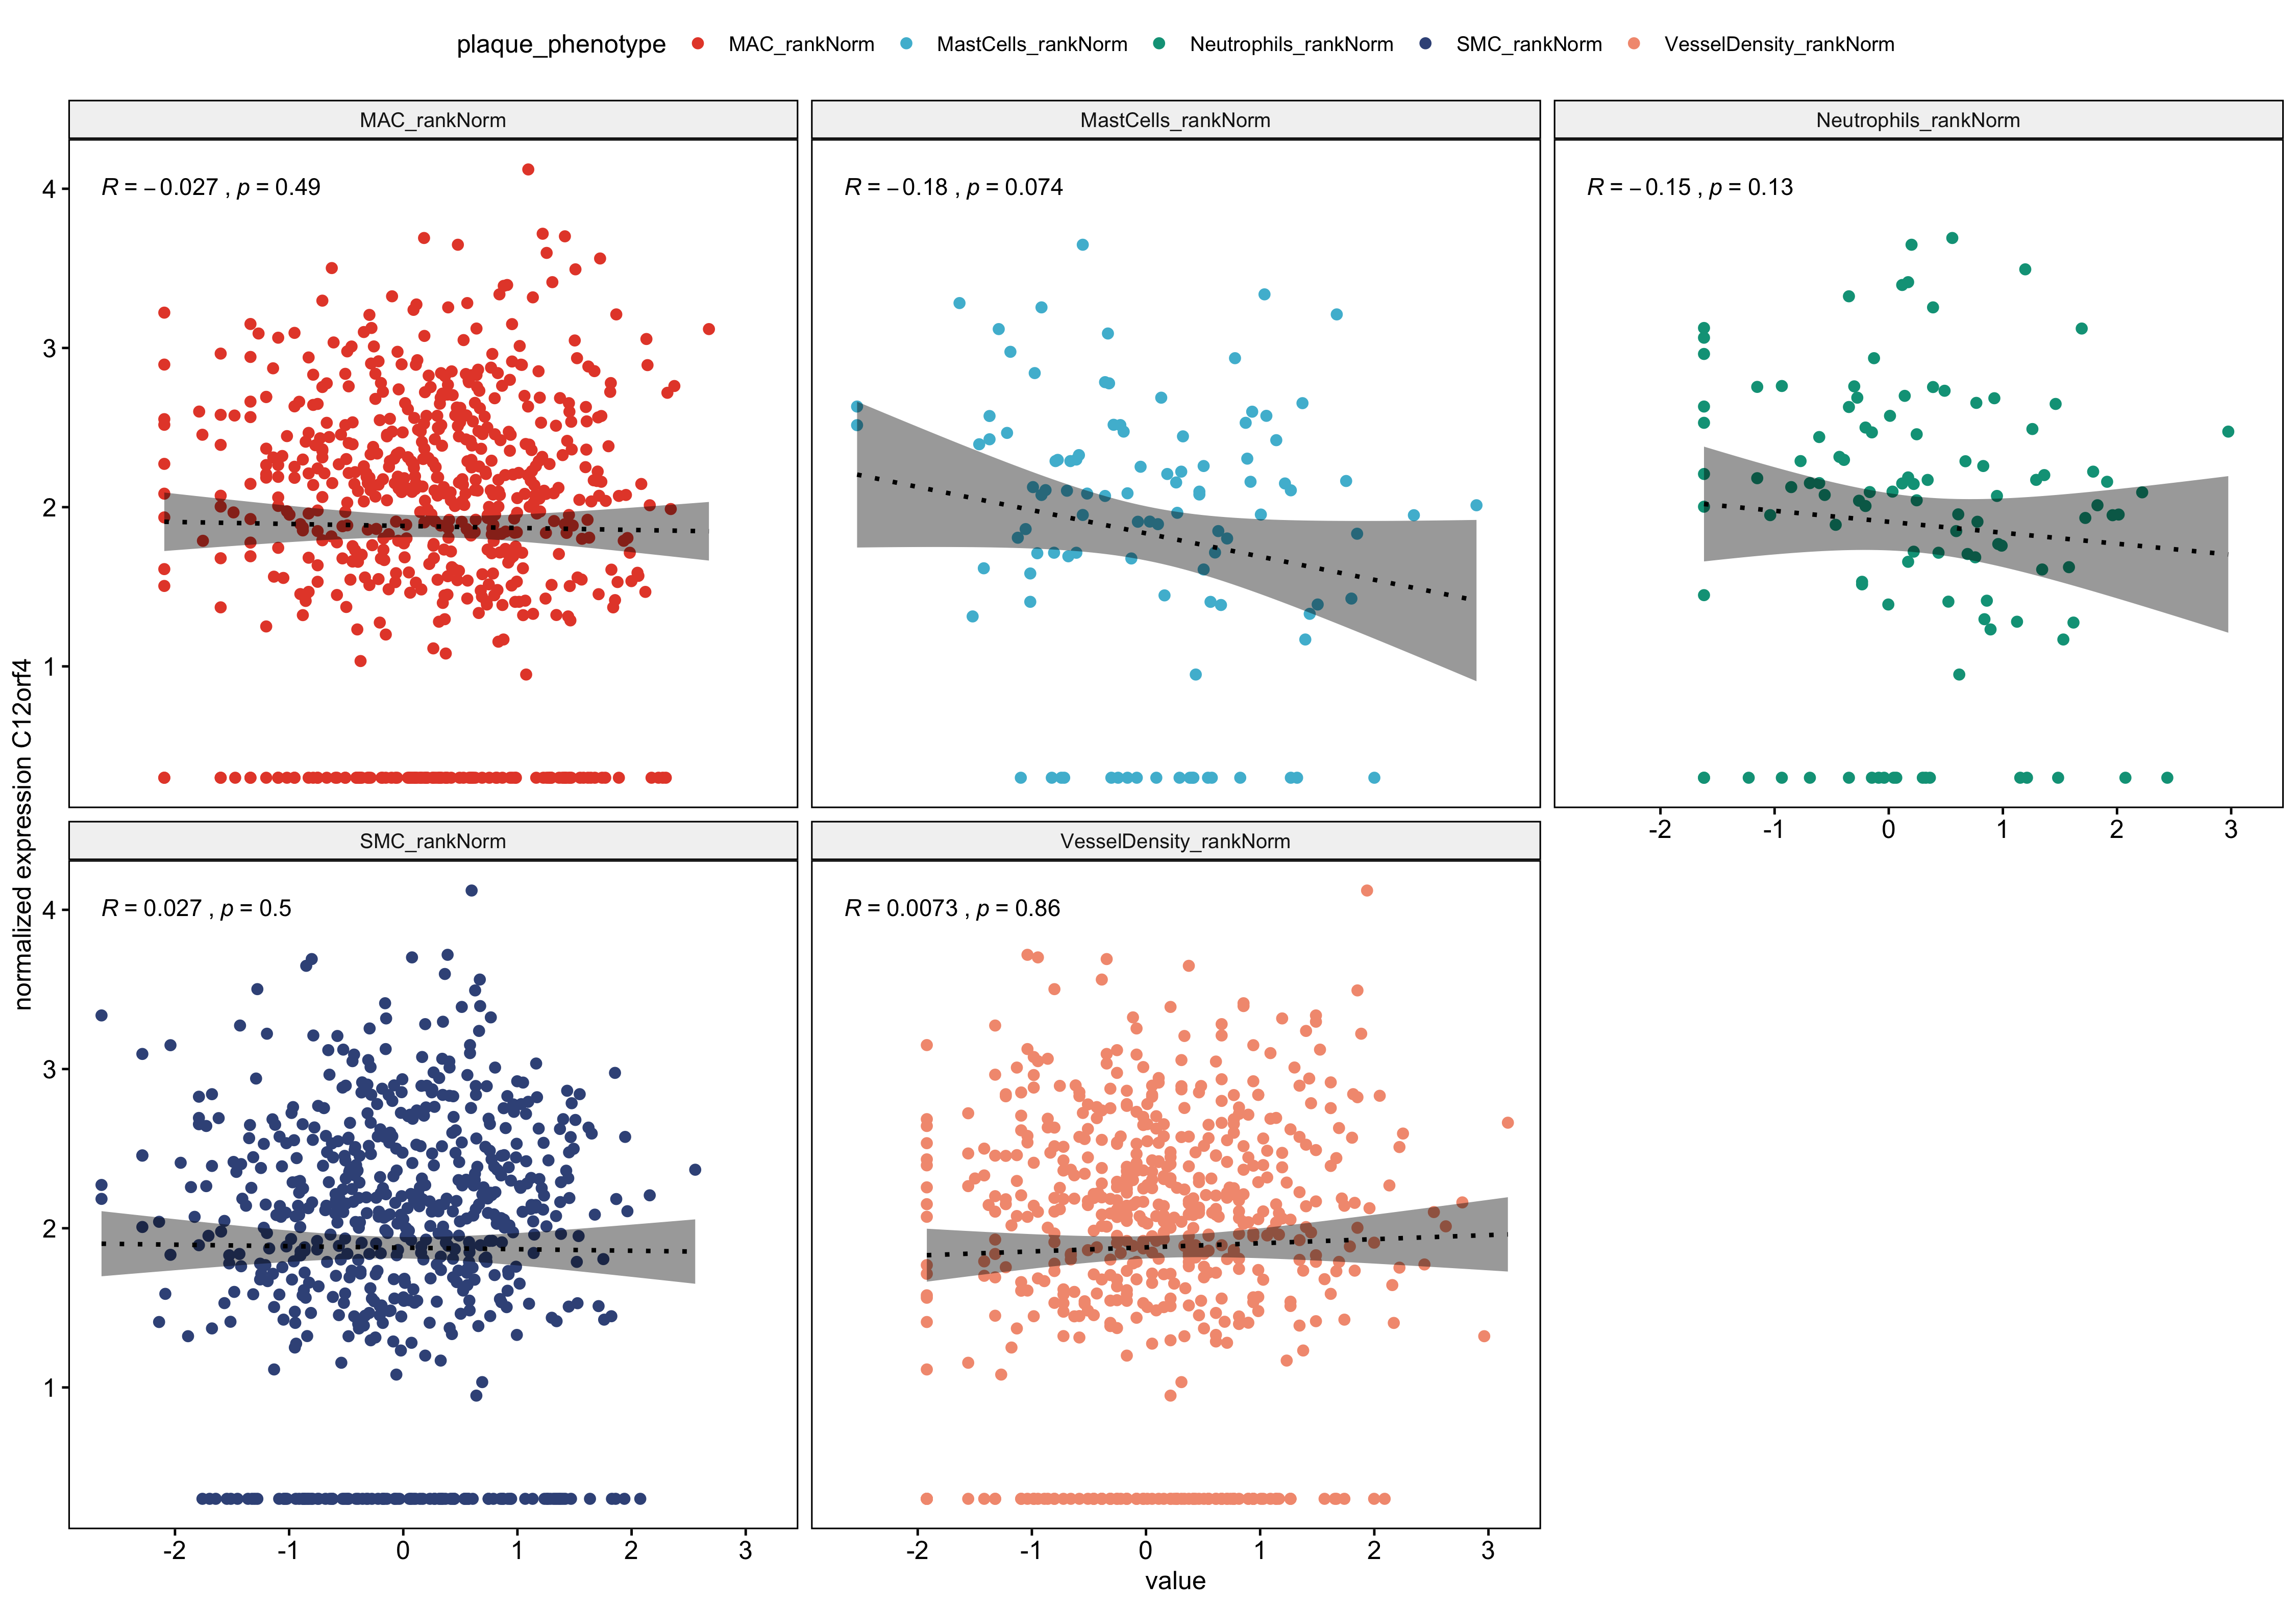 plaque_phenotype MAC_rankNorm MastCells_rankNorm Neutrophils_rankNorm SMC_rankNorm VesselDensity_rankNorm
MAC_rankNorm
MastCells_rankNorm
Neutrophils_rankNorm
R = −0.027 , p = 0.49
R = −0.18 , p = 0.074
R = −0.15 , p = 0.13
4
3
2
1
-2 -1 0 1 2 3
SMC_rankNorm
VesselDensity_rankNorm
R = 0.027 , p = 0.5
R = 0.0073 , p = 0.86
4
3
2
1
-2 -1 0 1 2 3
-2 -1 0 1 2 3
value
normalized expression C12orf4